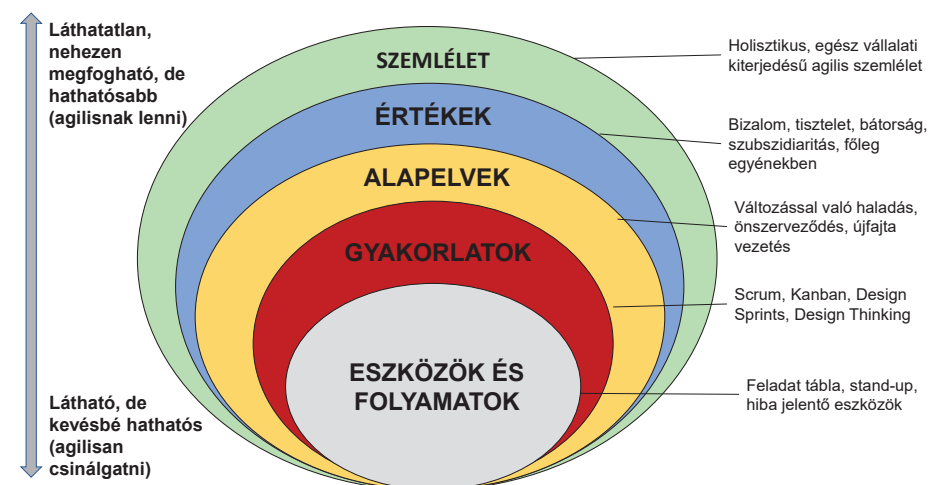 Láthatatlan,
nehezen
megfogható, de
hathatósabb
(agilisnak lenni)
SZEMLÉLET
Holisztikus, egész vállalati
kiterjedésű agilis szemlélet
ÉRTÉKEK
Bizalom, tisztelet, bátorság,
szubszidiaritás, főleg
egyénekben
ALAPELVEK
Változással való haladás,
önszerveződés, újfajta
vezetés
GYAKORLATOK
Scrum, Kanban, Design
Sprints, Design Thinking
ESZKÖZÖK ÉS
FOLYAMATOK
Feladat tábla, stand-up,
hiba jelentő eszközök
Látható, de
kevésbé hathatós
(agilisan
csinálgatni)